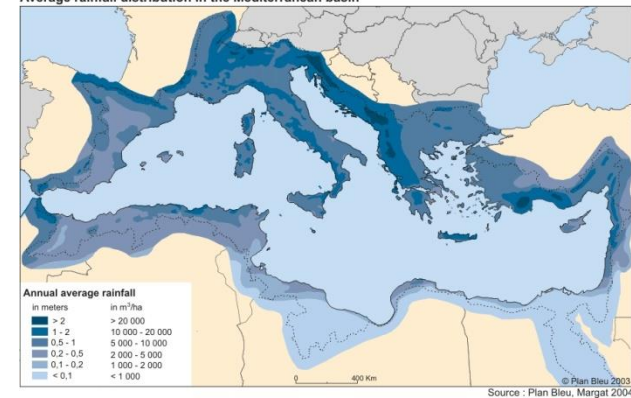 Average rainfall distribution in the Mediterranean basin
Annual average rainfall
in meters in m³/ha
> 2 > 20 000
1 - 2 10 000 - 20 000
0,5 - 1 5 000 - 10 000
0,2 - 0,5 2 000 - 5 000
0,1 - 0,2 1 000 - 2 000
< 0,1 < 1 000
0 400 Km
© Plan Bleu 2003
Source : Plan Bleu, Margat 2004